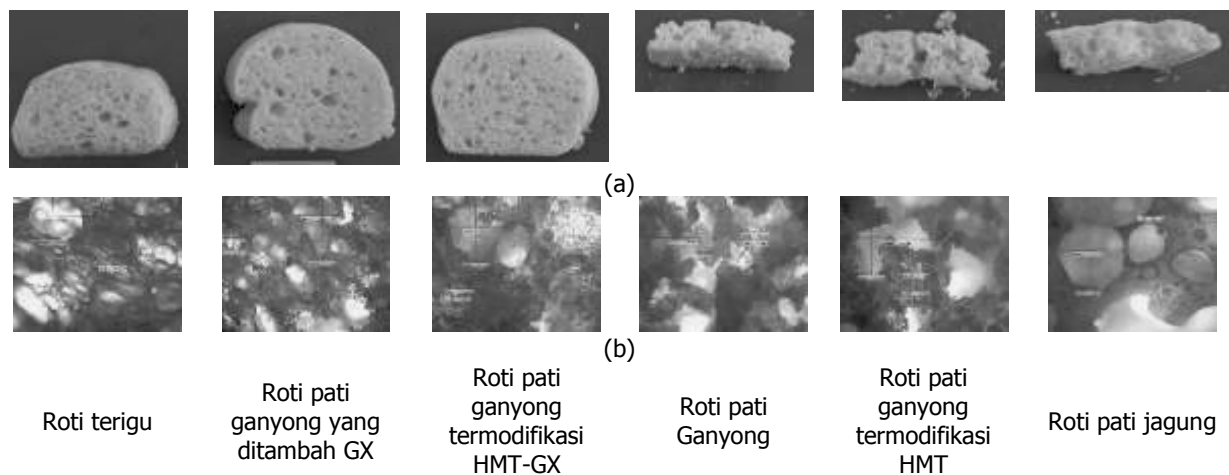 (a)
(b)
Roti terigu
Roti pati
ganyong yang
ditambah GX
Roti pati
ganyong
termodifikasi
HMT-GX
Roti pati
Ganyong
Roti pati
ganyong
termodifikasi
HMT
Roti pati jagung